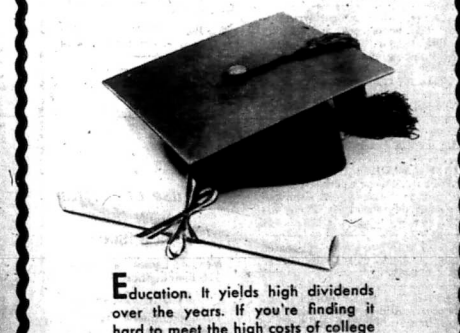 Education. It yields high dividends
over the years. If you're finding it
hard to meet the high costs of college